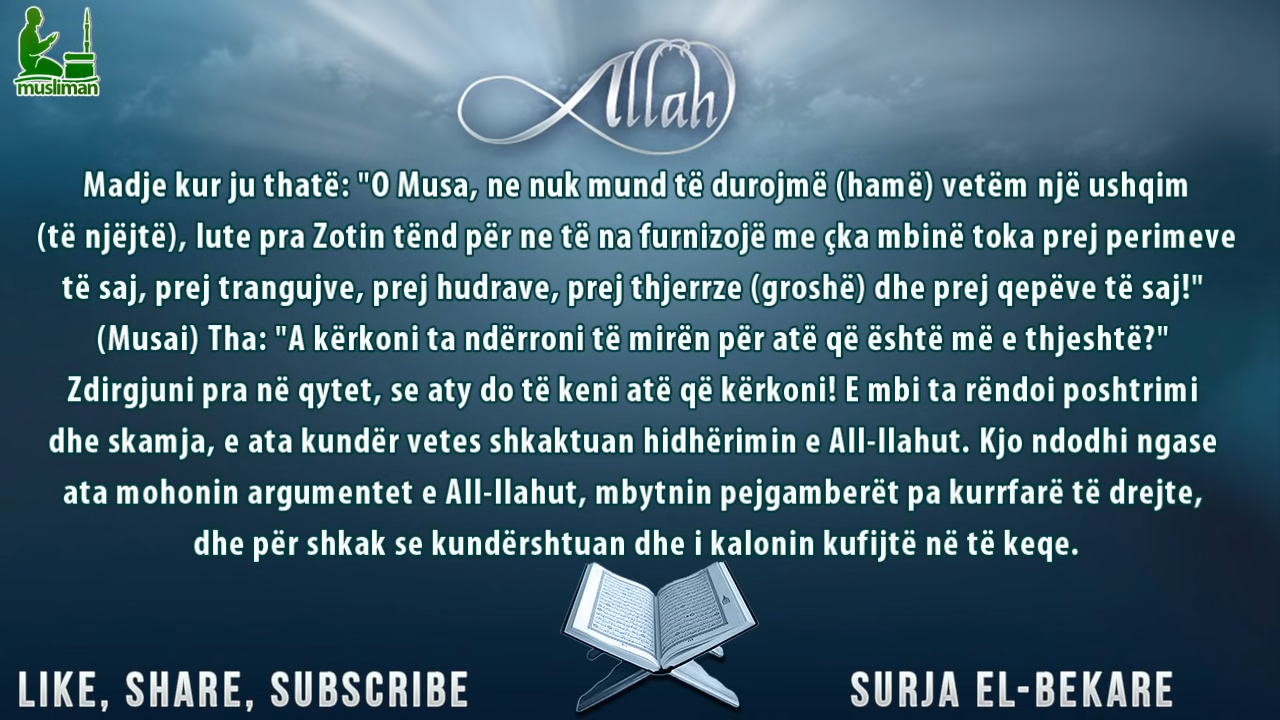 musliman
Allah
Madje kur ju thatë: "O Musa, ne nuk mund të durojmë (hamë) vetëm një ushqim
(të njëjtë), lute pra Zotin tënd për ne të na furnizojë me çka mbinë toka prej perimeve
të saj, prej trangujve, prej hudrave, prej thjerrze (groshë) dhe prej qepëve të saj!"
(Musai) Tha: "A kërkoni ta ndërroni të mirën për atë që është më e thjeshtë?"
Zdirgjuni pra në qytet, se aty do të keni atë që kërkoni! E mbi ta rëndoi poshtrimi
dhe skamja, e ata kundër vetes shkaktuan hidhërimin e All-llahut. Kjo ndodhi ngase
ata mohonin argumentet e All-llahut, mbytnin pejgamberët pa kurrfarë të drejte,
dhe për shkak se kundërshtuan dhe i kalonin kufijtë në të keqe.
LIKE, SHARE, SUBSCRIBE
SURJA EL-BEKARE